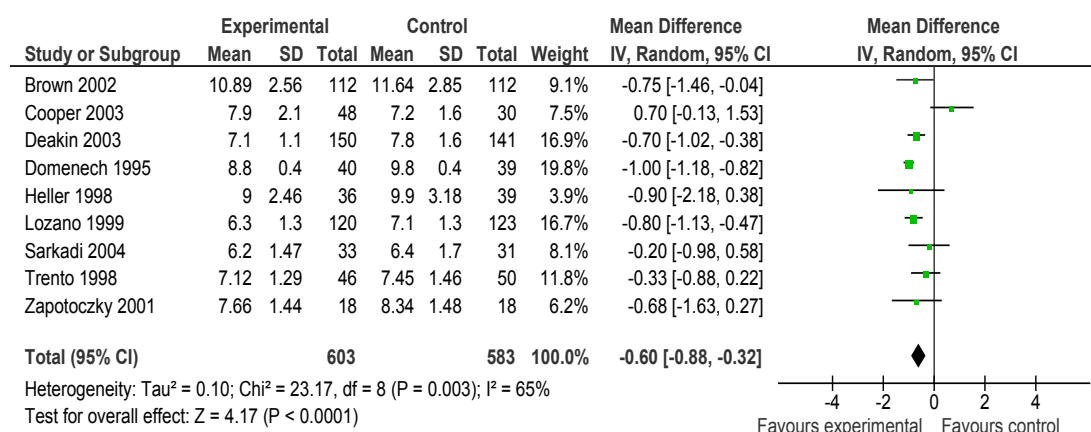 Experimental Control Mean Difference Mean Difference
Study or Subgroup Mean SD Total Mean SD Total Weight IV, Random, 95% CI IV, Random, 95% CI
Brown 2002 10.89 2.56 112 11.64 2.85 112 9.1% -0.75 [-1.46, -0.04]
Cooper 2003 7.9 2.1 48 7.2 1.6 30 7.5% 0.70 [-0.13, 1.53]
Deakin 2003 7.1 1.1 150 7.8 1.6 141 16.9% -0.70 [-1.02, -0.38]
Domenech 1995 8.8 0.4 40 9.8 0.4 39 19.8% -1.00 [-1.18, -0.82]
Heller 1998 9 2.46 36 9.9 3.18 39 3.9% -0.90 [-2.18, 0.38]
Lozano 1999 6.3 1.3 120 7.1 1.3 123 16.7% -0.80 [-1.13, -0.47]
Sarkadi 2004 6.2 1.47 33 6.4 1.7 31 8.1% -0.20 [-0.98, 0.58]
Trento 1998 7.12 1.29 46 7.45 1.46 50 11.8% -0.33 [-0.88, 0.22]
Zapotoczky 2001 7.66 1.44 18 8.34 1.48 18 6.2% -0.68 [-1.63, 0.27]
Total (95% CI) 603 583 100.0% -0.60 [-0.88, -0.32]
Heterogeneity: Tau² = 0.10; Chi² = 23.17, df = 8 (P = 0.003); I² = 65%
Test for overall effect: Z = 4.17 (P < 0.0001)
-4 -2 0 2 4
Favours experimental Favours control